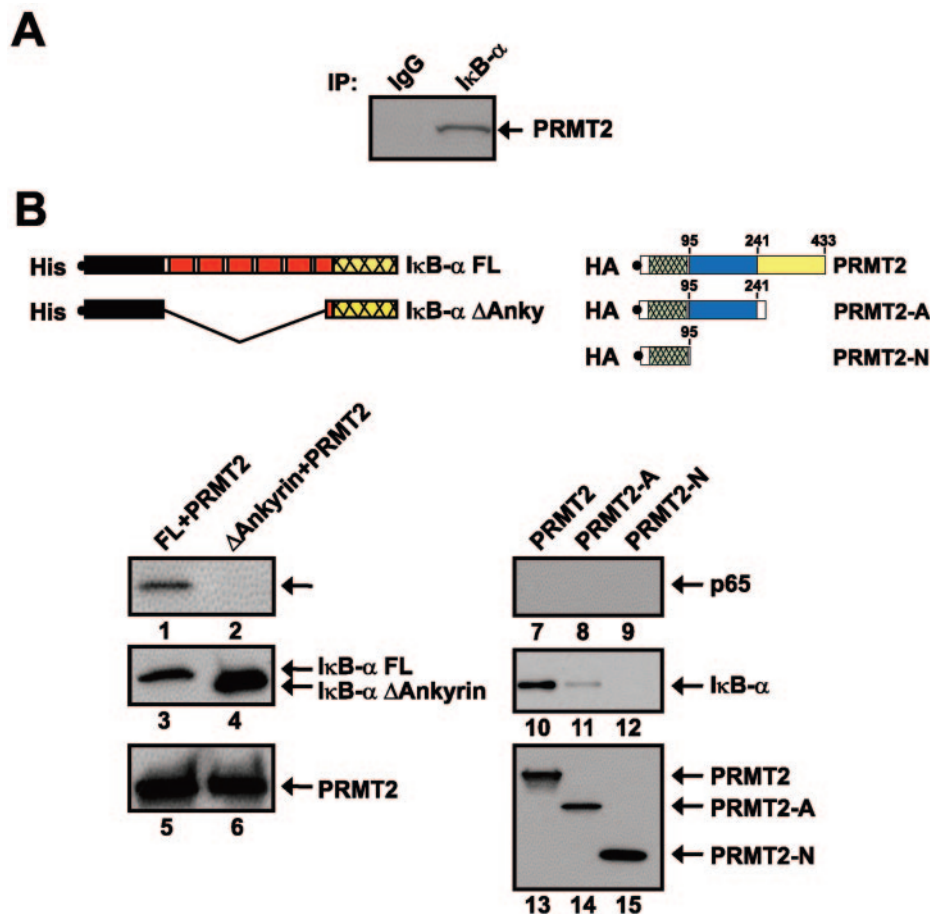 A
IP: IgG IκB-α
PRMT2
B
His IκB-α FL
His IκB-α ΔAnky
95 241 433
HA PRMT2
95 241
HA PRMT2-A
95
HA PRMT2-N
FL+PRMT2 ΔAnkyrin+PRMT2
1 2
IκB-α FL
IκB-α ΔAnkyrin
3 4
PRMT2
5 6
PRMT2 PRMT2-A PRMT2-N
p65
7 8 9
IκB-α
10 11 12
PRMT2
PRMT2-A
PRMT2-N
13 14 15